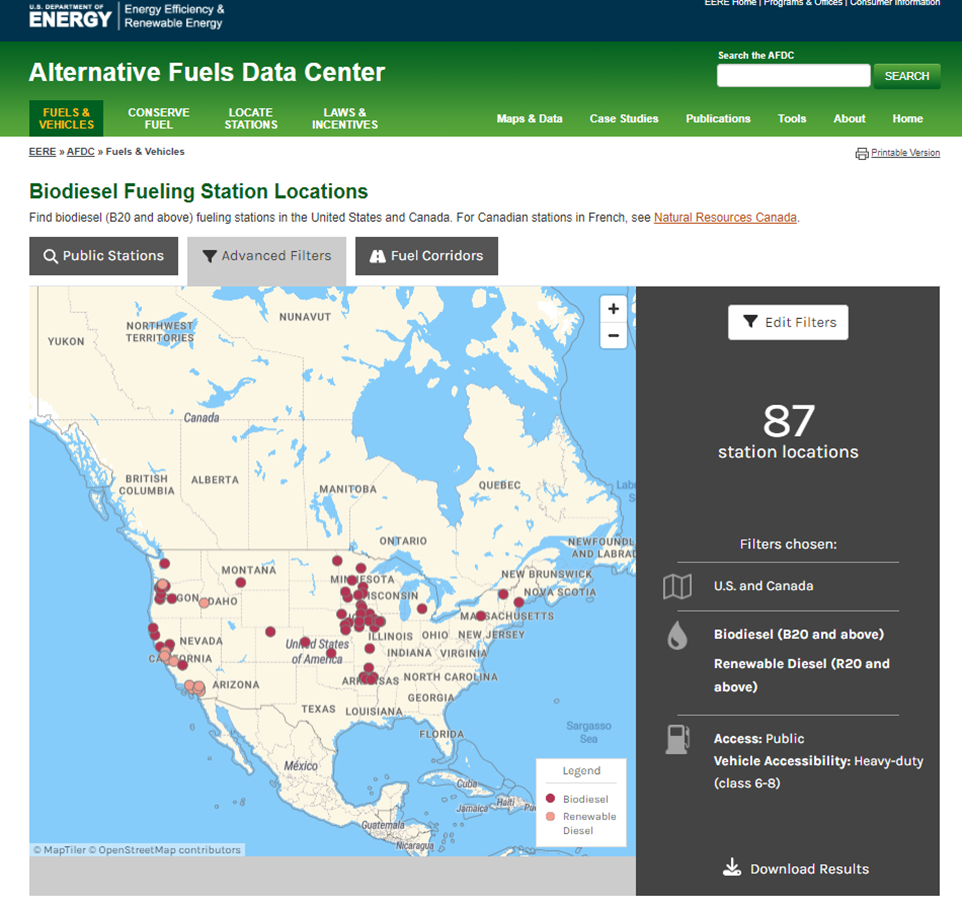 U.S. DEPARTMENT OF
ENERGY
Energy Efficiency &
Renewable Energy
EERE Home | Programs & Offices | Consumer Information
Alternative Fuels Data Center
Search the AFDC
SEARCH
FUELS &
VEHICLES
CONSERVE
FUEL
LOCATE
STATIONS
LAWS &
INCENTIVES
Maps & Data
Case Studies
Publications
Tools
About
Home
EERE » AFDC » Fuels & Vehicles
Printable Version
Biodiesel Fueling Station Locations
Find biodiesel (B20 and above) fueling stations in the United States and Canada. For Canadian stations in French, see Natural Resources Canada.
Public Stations
Advanced Filters
Fuel Corridors
+
−
YUKON
NORTHWEST
TERRITORIES
NUNAVUT
Canada
BRITISH
COLUMBIA
ALBERTA
MANITOBA
QUEBEC
ONTARIO
NEWFOUNDL
AND LABRAD
Lab
S
MONTANA
MINNESOTA
NEW BRUNSWICK
NOVA SCOTIA
ISCONSIN
GON
DAHO
MASSACHUSETTS
NEVADA
United States
of America
ILLINOIS
OHIO
NEW JERSEY
CALIFORNIA
INDIANA
VIRGINIA
ARIZONA
ARKANSAS
NORTH CAROLINA
GEORGIA
TEXAS
LOUISIANA
FLORIDA
Sargasso
Sea
México
Cuba
Jamaica
Haiti
Pu
Guatemala
Nicaragua
Legend
Biodiesel
Renewable
Diesel
© MapTiler © OpenStreetMap contributors
Edit Filters
87
station locations
Filters chosen:
U.S. and Canada
Biodiesel (B20 and above)
Renewable Diesel (R20 and
above)
Access: Public
Vehicle Accessibility: Heavy-duty
(class 6-8)
Download Results